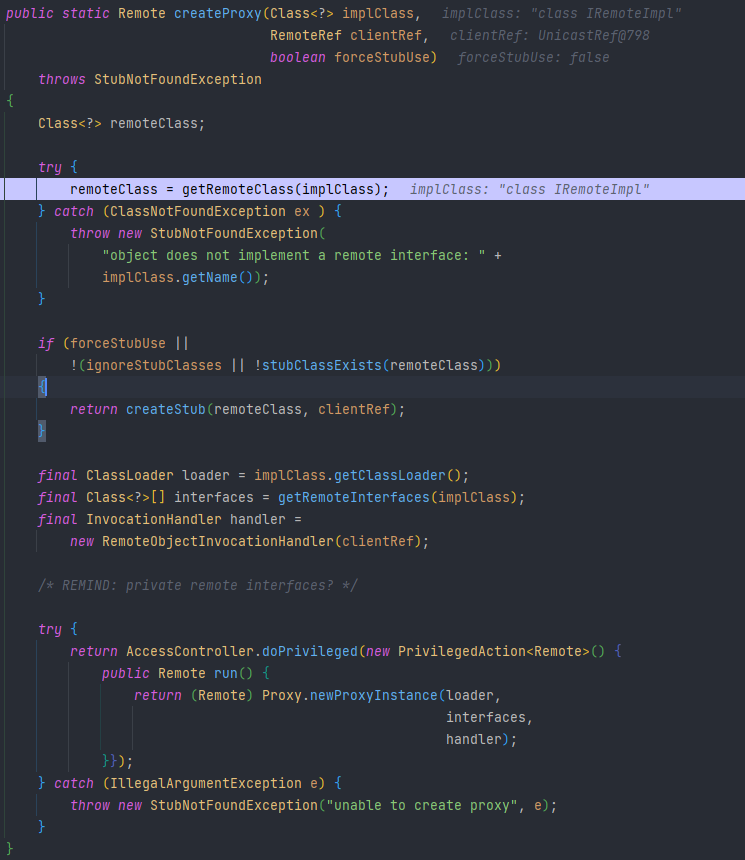 public static Remote createProxy(Class<?> implClass,   implClass: "class IRemoteImpl"
                                 RemoteRef clientRef,   clientRef: UnicastRef@798
                                 boolean forceStubUse)   forceStubUse: false
    throws StubNotFoundException
{
    Class<?> remoteClass;
    try {
        remoteClass = getRemoteClass(implClass);   implClass: "class IRemoteImpl"
    } catch (ClassNotFoundException ex ) {
        throw new StubNotFoundException(
            "object does not implement a remote interface: " +
            implClass.getName());
    }
    if (forceStubUse ||
        !(ignoreStubClasses || !stubClassExists(remoteClass)))
    {
        return createStub(remoteClass, clientRef);
    }
    final ClassLoader loader = implClass.getClassLoader();
    final Class<?>[] interfaces = getRemoteInterfaces(implClass);
    final InvocationHandler handler =
        new RemoteObjectInvocationHandler(clientRef);
    /* REMIND: private remote interfaces? */
    try {
        return AccessController.doPrivileged(new PrivilegedAction<Remote>() {
            public Remote run() {
                return (Remote) Proxy.newProxyInstance(loader,
                                                       interfaces,
                                                       handler);
            }});
    } catch (IllegalArgumentException e) {
        throw new StubNotFoundException("unable to create proxy", e);
    }
}